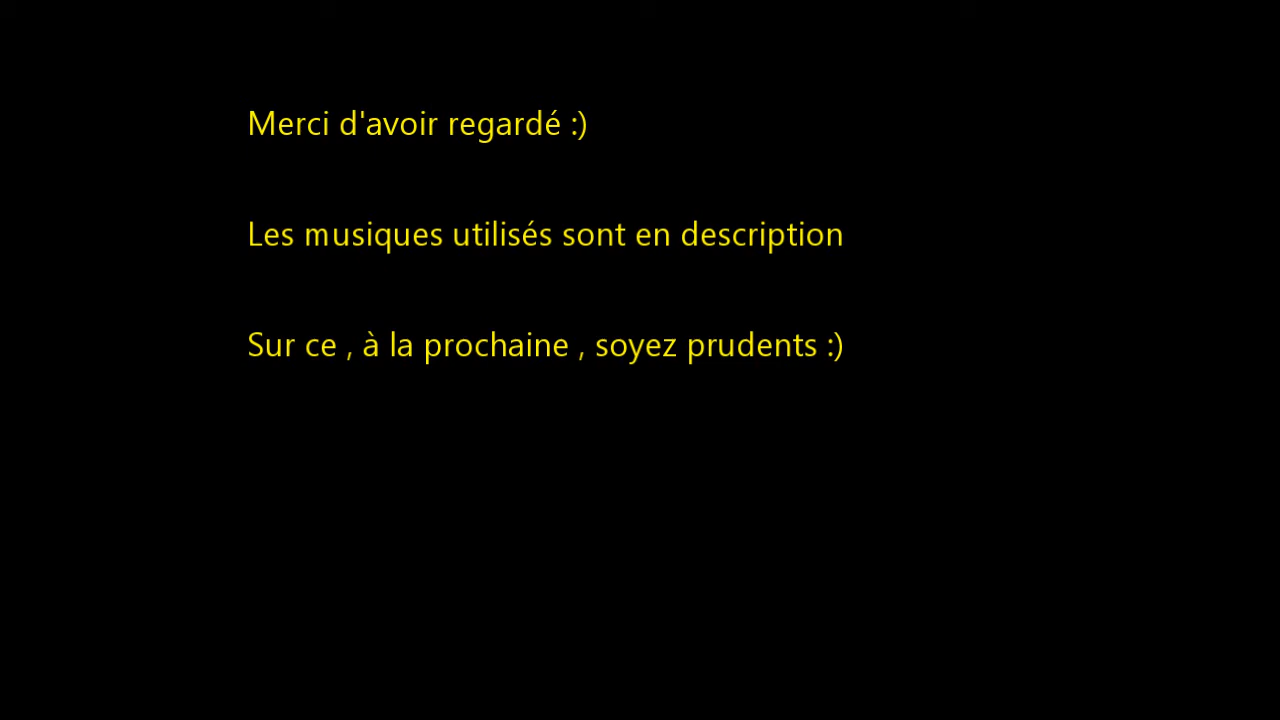 Merci d'avoir regardé :)
Les musiques utilisés sont en description
Sur ce , à la prochaine , soyez prudents :)